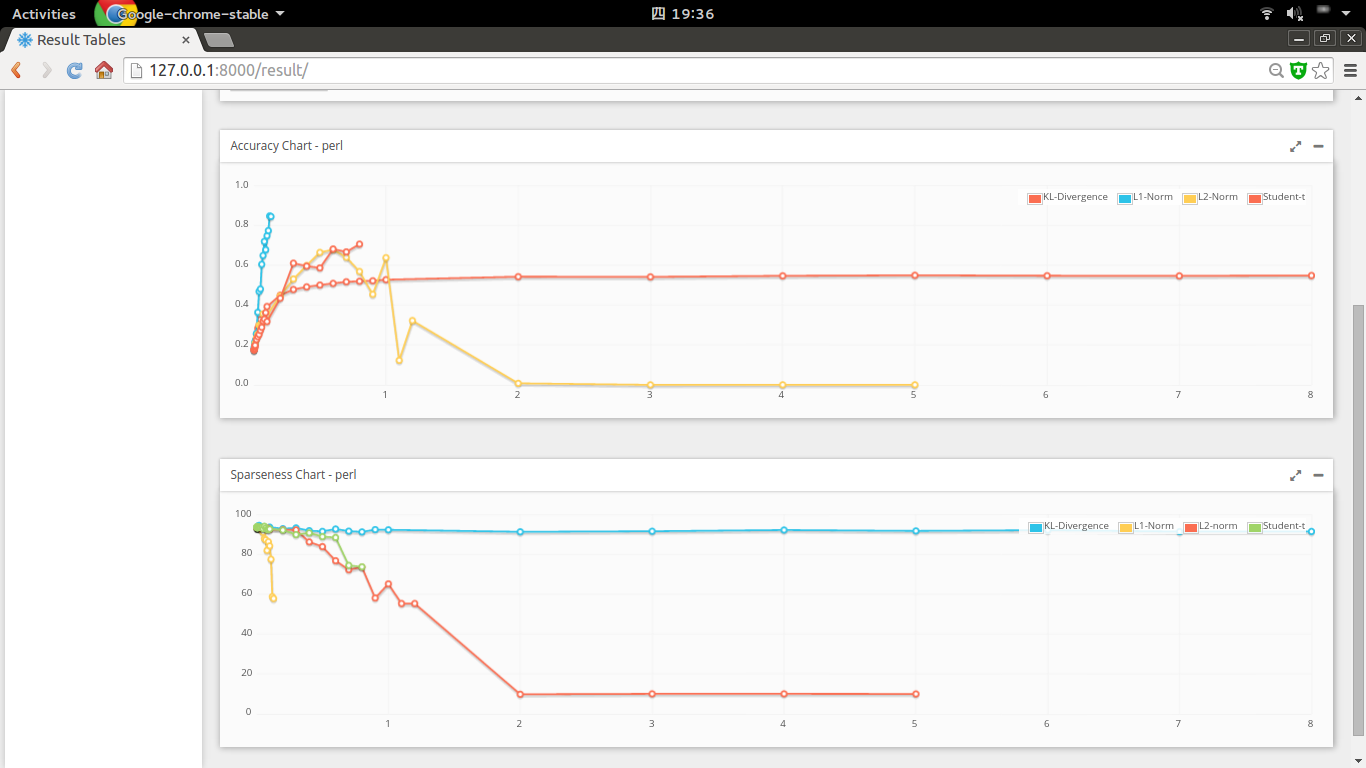 Activities Google-chrome-stable 四 19:36
Result Tables
127.0.0.1:8000/result/
Accuracy Chart - perl
KL-Divergence L1-Norm L2-Norm Student-t
1.0
0.8
0.6
0.4
0.2
0.0
1 2 3 4 5 6 7 8
Sparseness Chart - perl
KL-Divergence L1-Norm L2-norm Student-t
100
80
60
40
20
0
1 2 3 4 5 6 7 8